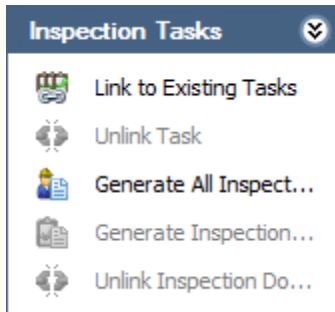 Inspection Tasks
Link to Existing Tasks
Unlink Task
Generate All Inspect...
Generate Inspection...
Unlink Inspection Do...